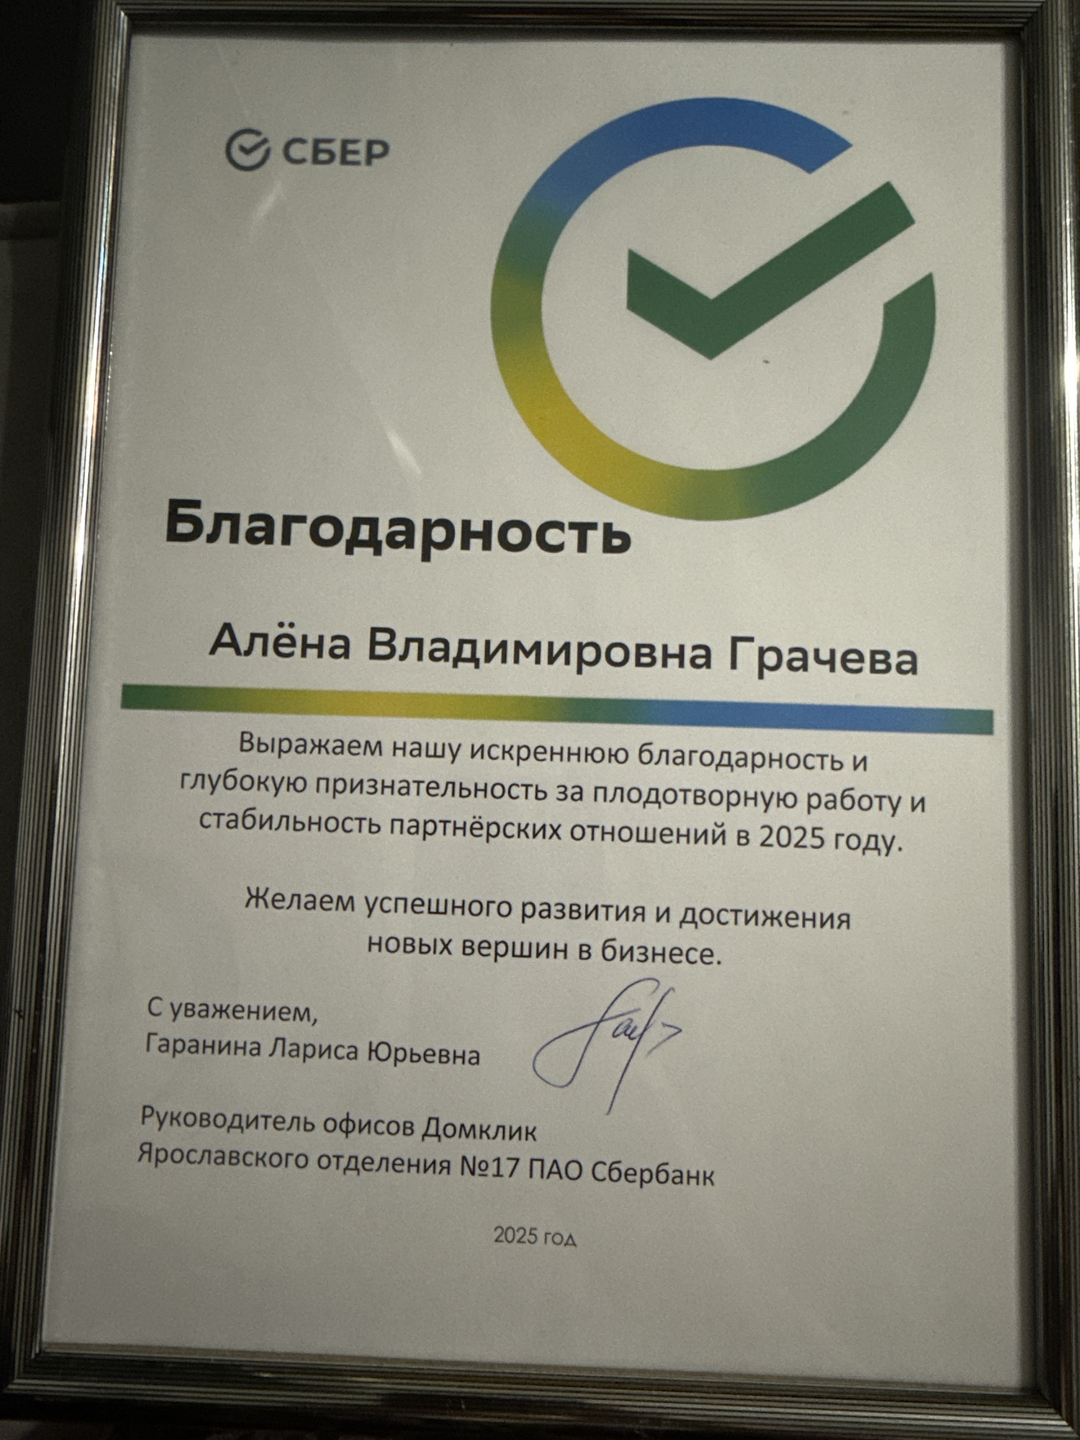 СБЕР
Благодарность
Алёна Владимировна Грачева
Выражаем нашу искреннюю благодарность и
глубокую признательность за плодотворную работу и
стабильность партнёрских отношений в 2025 году.
Желаем успешного развития и достижения
новых вершин в бизнесе.
С уважением,
Гаранина Лариса Юрьевна
Руководитель офисов Домклик
Ярославского отделения №17 ПАО Сбербанк
2025 год